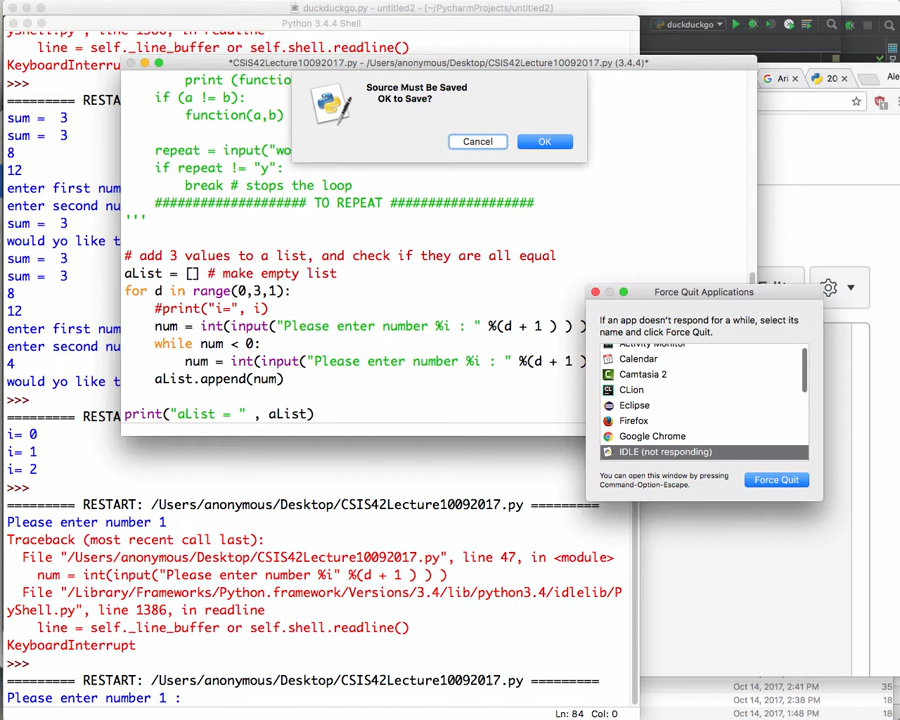 duckduckgo.py - untitled2 - [~/PycharmProjects/untitled2]
Python 3.4.4 Shell
line = self._line_buffer or self.shell.readline()
KeyboardInterru
>>>
========= RESTA
sum =  3
sum =  3
8
12
enter first num
enter second nu
sum =  3
would yo like t
sum =  3
sum =  3
8
12
enter first num
enter second nu
4
would yo like t
>>>
========= RESTA
i= 0
i= 1
i= 2
>>>
========= RESTART: /Users/anonymous/Desktop/CSIS42Lecture10092017.py =========
Please enter number 1
Traceback (most recent call last):
File "/Users/anonymous/Desktop/CSIS42Lecture10092017.py", line 47, in <module>
num = int(input("Please enter number %i" %(d + 1 ) ) )
File "/Library/Frameworks/Python.framework/Versions/3.4/lib/python3.4/idlelib/P
yShell.py", line 1386, in readline
line = self._line_buffer or self.shell.readline()
KeyboardInterrupt
>>>
========= RESTART: /Users/anonymous/Desktop/CSIS42Lecture10092017.py =========
Please enter number 1 :
Ln: 84 Col: 0
*CSIS42Lecture10092017.py - /Users/anonymous/Desktop/CSIS42Lecture10092017.py (3.4.4)*
print (functio
if (a != b):
function(a,b)
repeat = input("wo
if repeat != "y":
break # stops the loop
#################### TO REPEAT ###################
'''
# add 3 values to a list, and check if they are all equal
aList = [] # make empty list
for d in range(0,3,1):
#print("i=", i)
num = int(input("Please enter number %i : " %(d + 1 ) ) )
while num < 0:
num = int(input("Please enter number %i : " %(d + 1 )
aList.append(num)
print("aList = " , aList)
Source Must Be Saved
OK to Save?
Cancel
OK
duckduckgo
Ari
20
Alex
Force Quit Applications
If an app doesn't respond for a while, select its
name and click Force Quit.
Activity Monitor
Calendar
Camtasia 2
CLion
Eclipse
Firefox
Google Chrome
IDLE (not responding)
You can open this window by pressing
Command-Option-Escape.
Force Quit
Oct 14, 2017, 2:41 PM
35
Oct 14, 2017, 2:38 PM
18
Oct 14, 2017, 1:48 PM
18